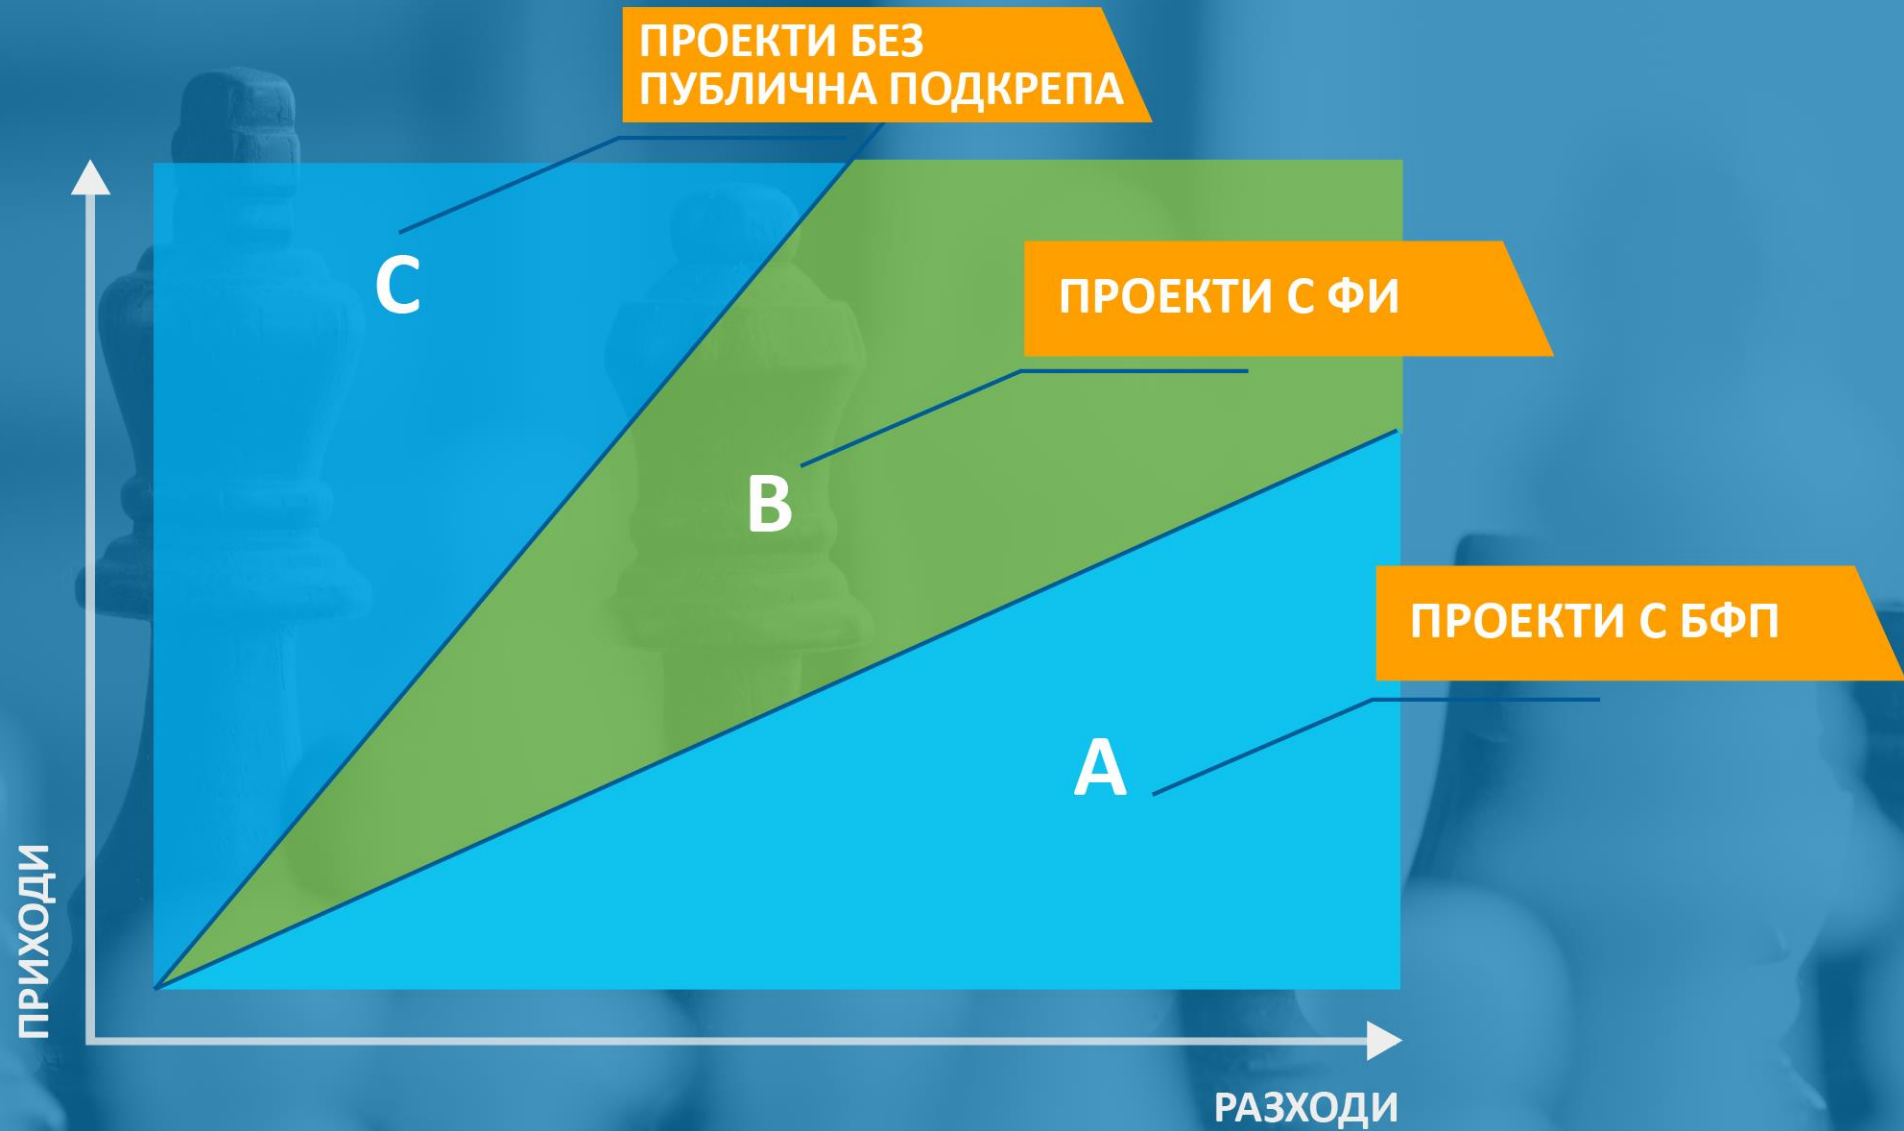 ПРОЕКТИ БЕЗ
ПУБЛИЧНА ПОДКРЕПА
C
ПРОЕКТИ С ФИ
B
ПРОЕКТИ С БФП
A
ПРИХОДИ
РАЗХОДИ